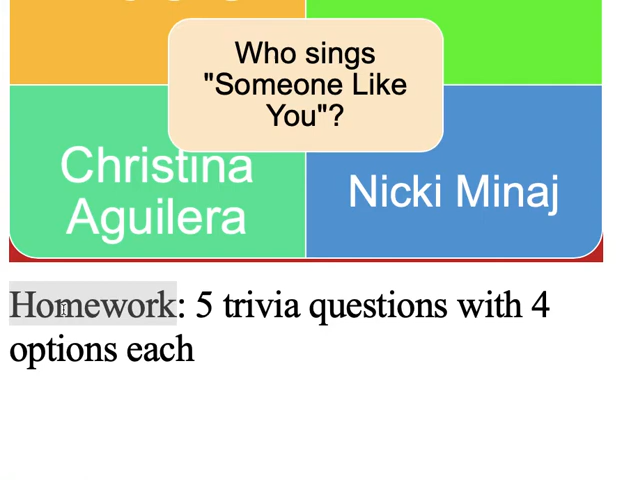 Who sings
"Someone Like
You"?
Christina
Aguilera
Nicki Minaj
Homework: 5 trivia questions with 4
options each